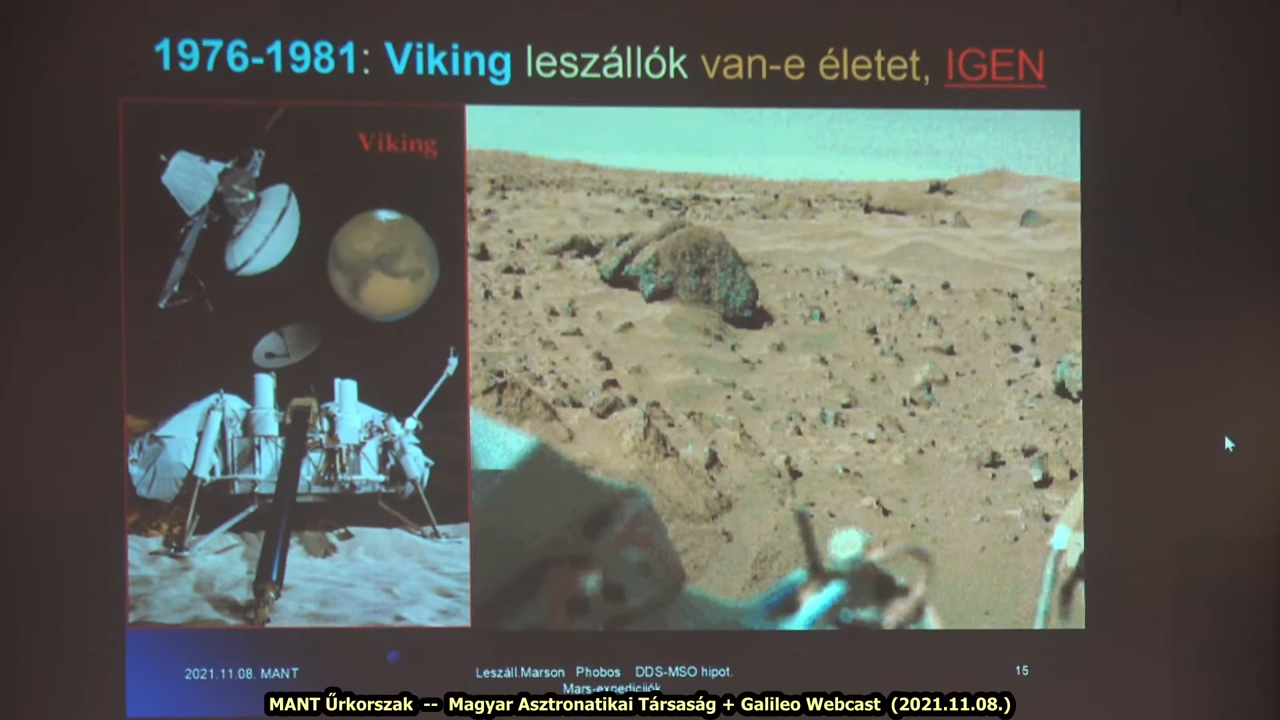 1976-1981: Viking leszállók van-e életet, IGEN
Viking
2021.11.08. MANT
Leszáll.Marson Phobos DDS-MSO hipot.
Mars-expedíciók
15
MANT Űrkorszak -- Magyar Asztronatikai Társaság + Galileo Webcast (2021.11.08.)